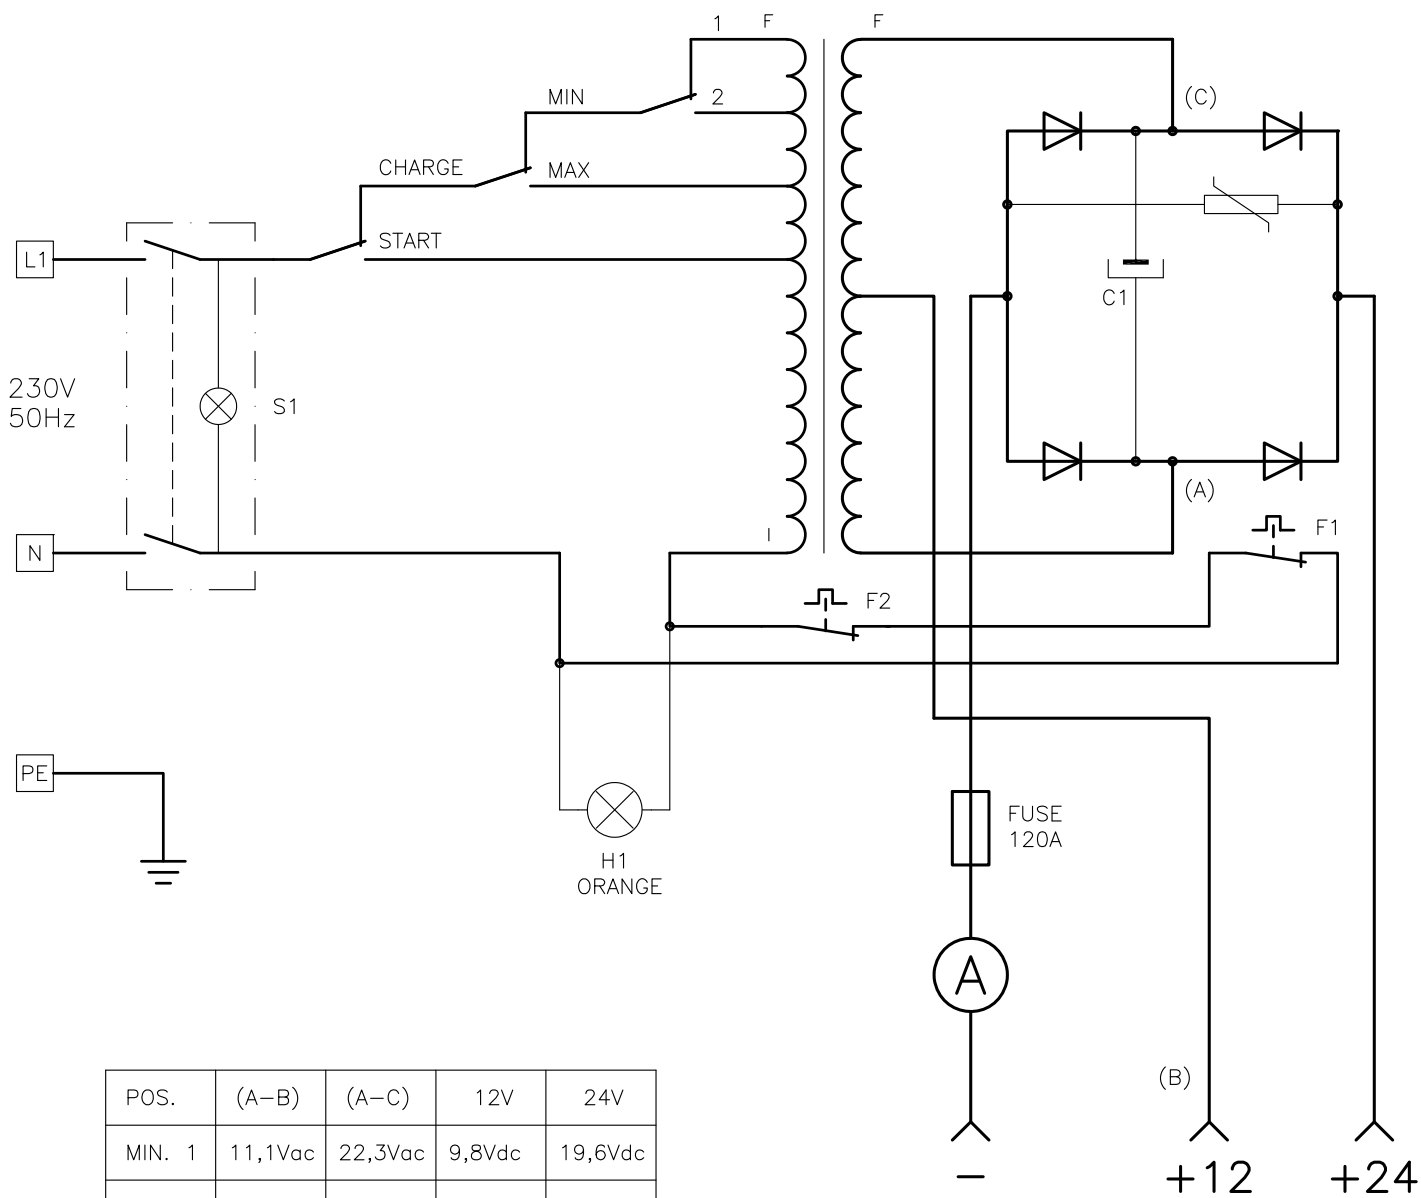 1 F F
MIN 2 (C)
CHARGE MAX
START
L1
C1
230V
50Hz
S1
(A)
I
N F1
F2
PE
FUSE
120A
H1
ORANGE
A
(B)
POS. (A-B) (A-C) 12V 24V
MIN. 1 11,1Vac 22,3Vac 9,8Vdc 19,6Vdc
- +12 +24